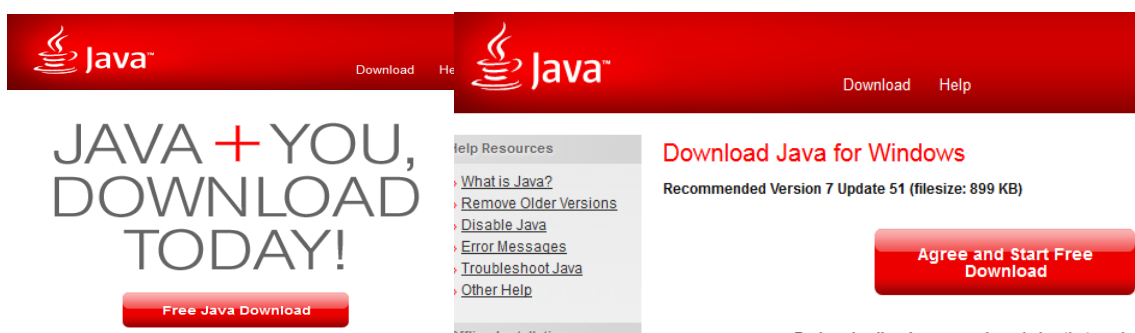 Java™
Download
JAVA + YOU,
DOWNLOAD
TODAY!
Free Java Download
Java™
Download Help
Help Resources
What is Java?
Remove Older Versions
Disable Java
Error Messages
Troubleshoot Java
Other Help
Download Java for Windows
Recommended Version 7 Update 51 (filesize: 899 KB)
Agree and Start Free
Download